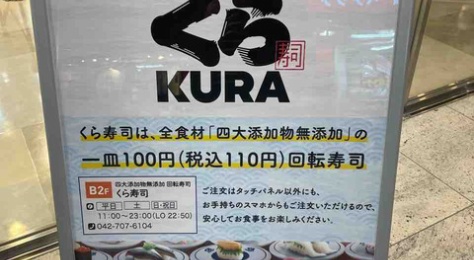 くら
寿司
KURA
くら寿司は、全食材「四大添加物無添加」の
一皿100円(税込110円)回転寿司
B2F 四大添加物無添加 回転寿司
くら寿司
平日 土 日・祝日
11:00〜23:00(LO 22:50)
042-707-6104
ご注文はタッチパネル以外にも、
お手持ちのスマホからもご注文いただけるので、
安心してお食事をお楽しみください。